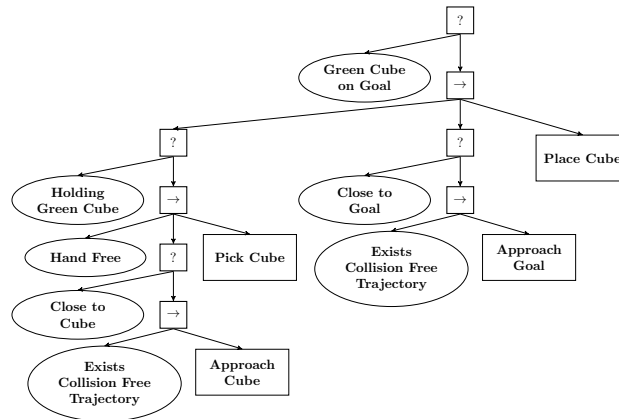 ?
Green Cube
on Goal
→
?
?
Place Cube
Holding
Green Cube
→
Close to
Goal
→
Hand Free
?
Pick Cube
Exists
Collision Free
Trajectory
Approach
Goal
Close to
Cube
→
Exists
Collision Free
Trajectory
Approach
Cube